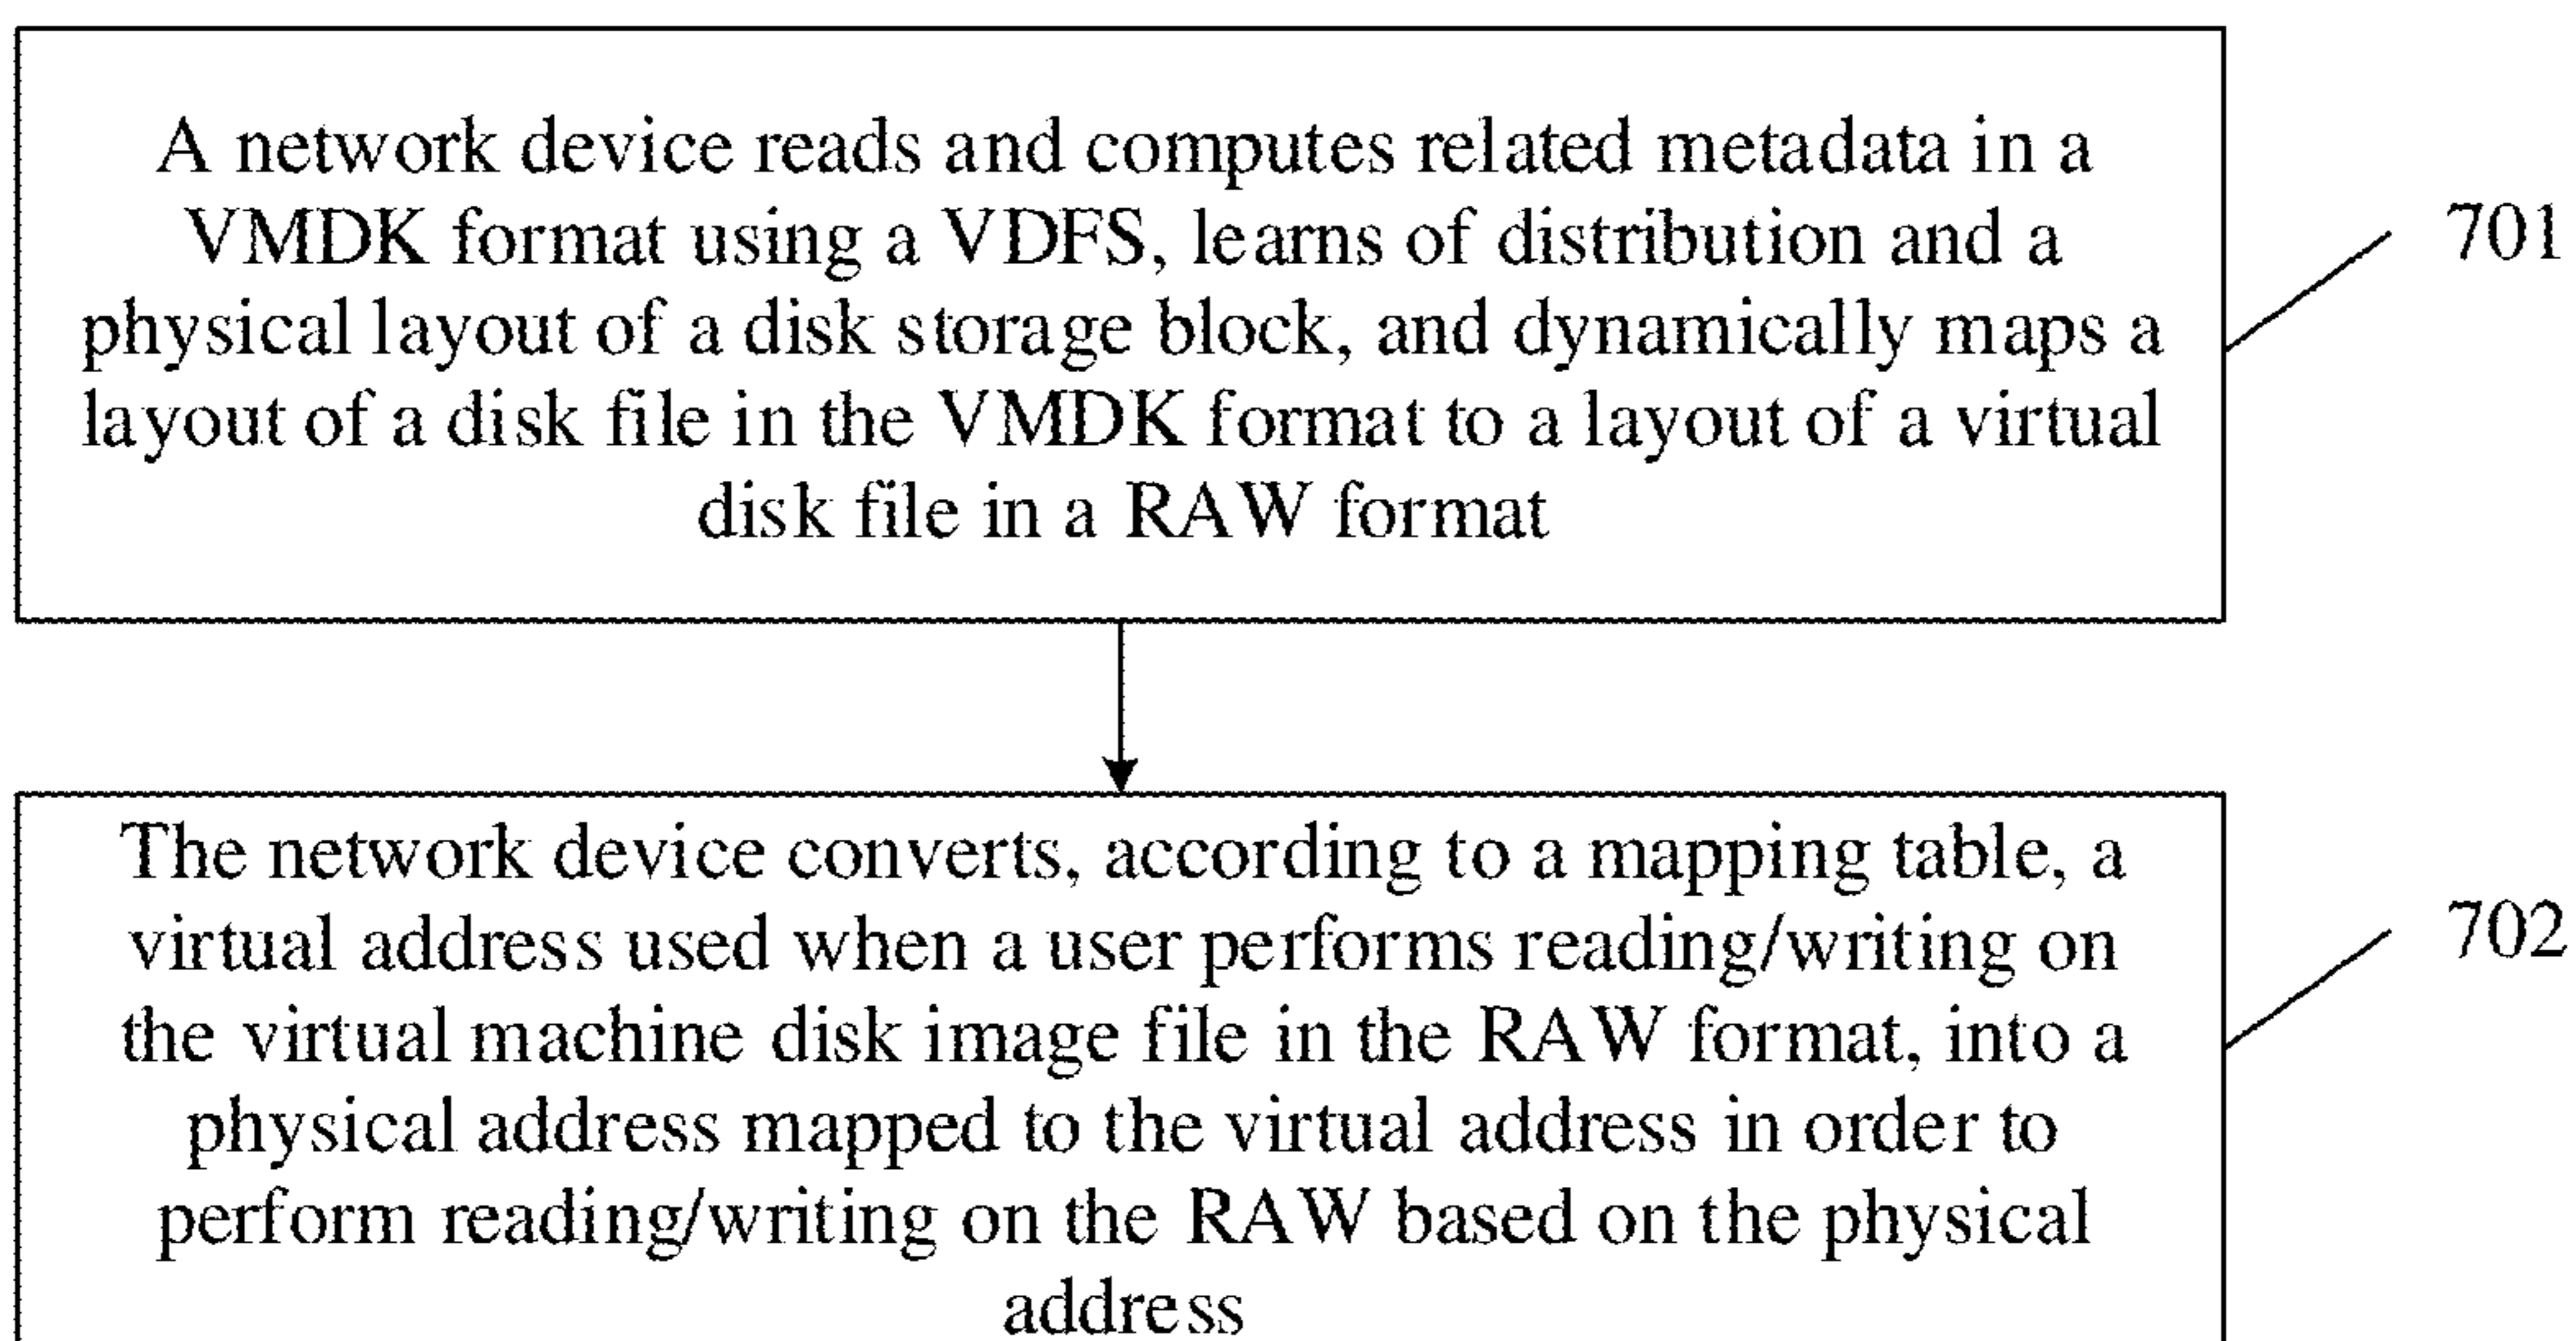 A network device reads and computes related metadata in a
VMDK format using a VDFS, learns of distribution and a
physical layout of a disk storage block, and dynamically maps a
layout of a disk file in the VMDK format to a layout of a virtual
disk file in a RAW format
701
The network device converts, according to a mapping table, a
virtual address used when a user performs reading/writing on
the virtual machine disk image file in the RAW format, into a
physical address mapped to the virtual address in order to
perform reading/writing on the RAW based on the physical
address
702